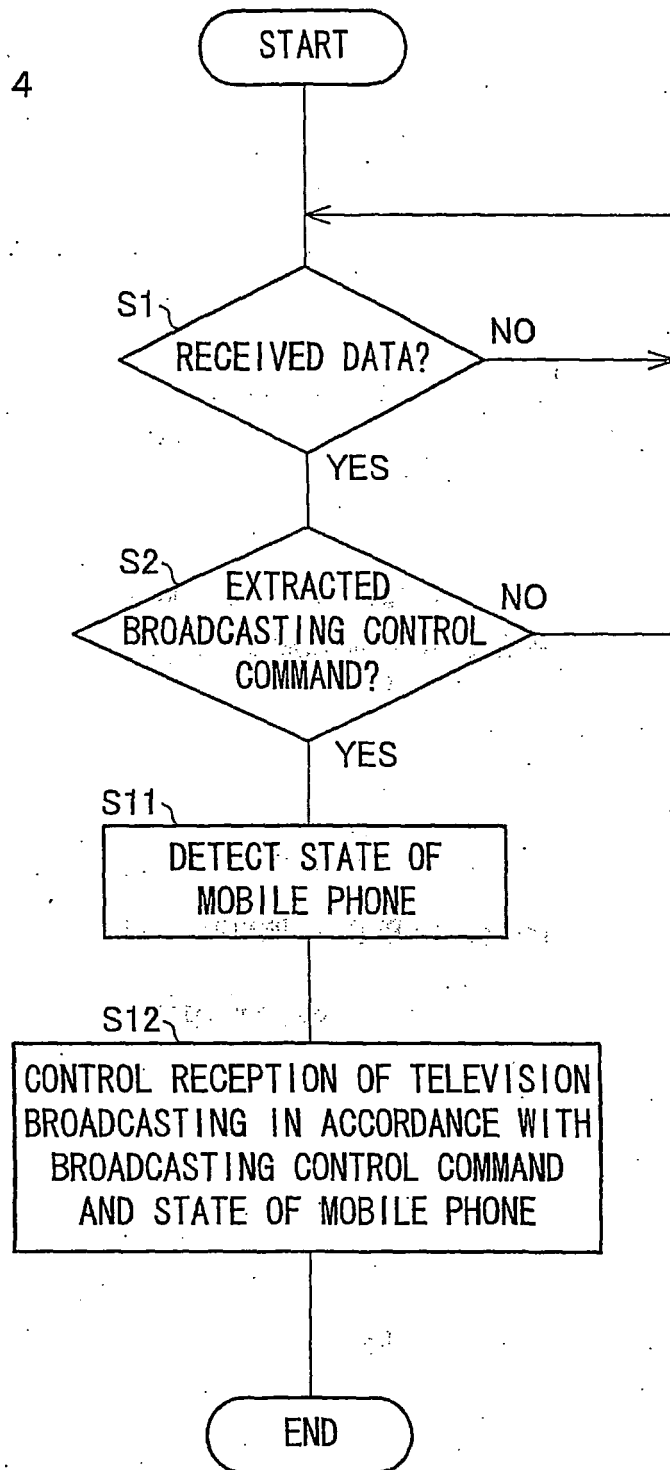 START
4
S1
RECEIVED DATA?
NO
YES
S2
EXTRACTED
BROADCASTING CONTROL
COMMAND?
NO
YES
S11
DETECT STATE OF
MOBILE PHONE
S12
CONTROL RECEPTION OF TELEVISION
BROADCASTING IN ACCORDANCE WITH
BROADCASTING CONTROL COMMAND
AND STATE OF MOBILE PHONE
END